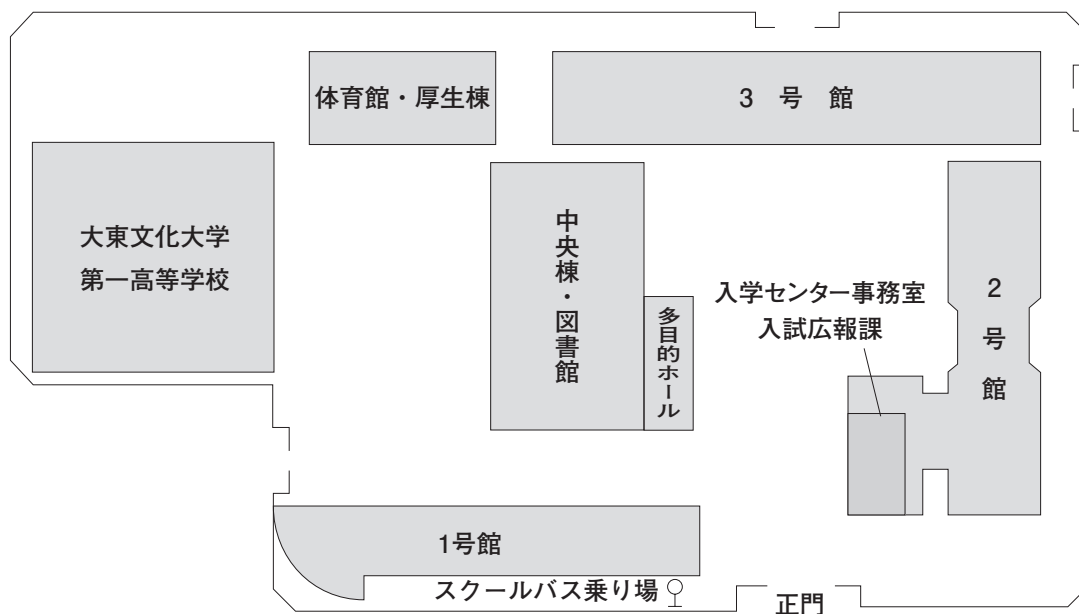 体育館・厚生棟
3 号 館
大東文化大学
第一高等学校
中央棟・図書館
多目的ホール
入学センター事務室
入試広報課
2号館
1号館
スクールバス乗り場
正門